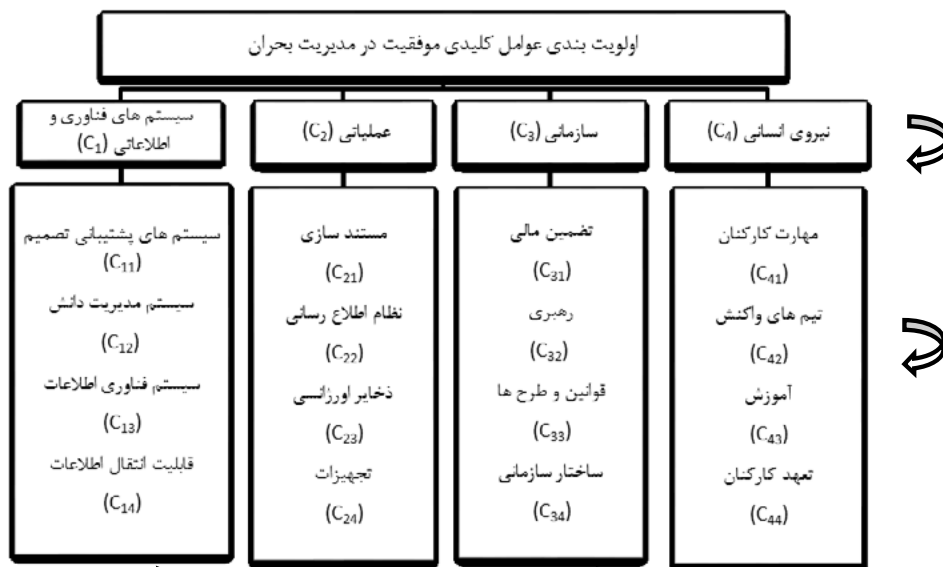 اولویت بندی عوامل کلیدی موفقیت در مدیریت بحران
نیروی انسانی (C4)
سازمانی (C3)
عملیاتی (C2)
سیستم های فناوری و
اطلاعاتی (C1)
مهارت کارکنان
(C41)
تیم های واکنش
(C42)
آموزش
(C43)
تعهد کارکنان
(C44)
تضمین مالی
(C31)
رهبری
(C32)
قوانین و طرح ها
(C33)
ساختار سازمانی
(C34)
مستند سازی
(C21)
نظام اطلاع رسانی
(C22)
ذخایر اورژانسی
(C23)
تجهیزات
(C24)
سیستم های پشتیبانی تصمیم
(C11)
سیستم مدیریت دانش
(C12)
سیستم فناوری اطلاعات
(C13)
قابلیت انتقال اطلاعات
(C14)